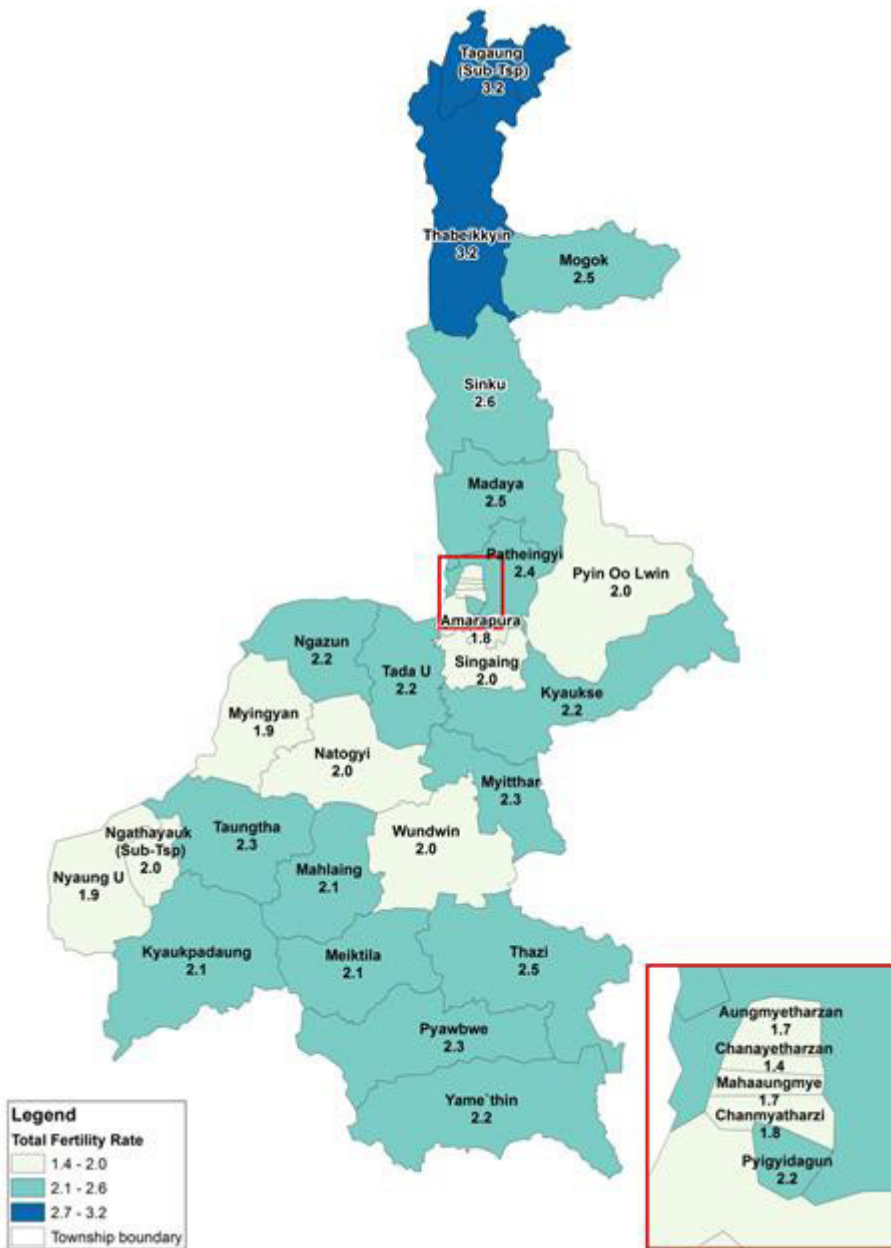 Tagaung
(Sub-Tsp)
3.2
Thabeikkyin
3.2
Mogok
2.5
Sinku
2.6
Madaya
2.5
Patheingyi
2.4
Pyin Oo Lwin
2.0
Amarapura
1.8
Singaing
2.0
Ngazun
2.2
Tada U
2.2
Kyaukse
2.2
Myingyan
1.9
Natogyi
2.0
Myitthar
2.3
Ngathayauk
(Sub-Tsp)
2.0
Taungtha
2.3
Wundwin
2.0
Nyaung U
1.9
Mahlaing
2.1
Kyaukpadaung
2.1
Meiktila
2.1
Thazi
2.5
Pyawbwe
2.3
Yame`thin
2.2
Aungmyetharzan
1.7
Chanayetharzan
1.4
Mahaaungmye
1.7
Chanmyatharzi
1.8
Pyigyidagun
2.2
Legend
Total Fertility Rate
1.4 - 2.0
2.1 - 2.6
2.7 - 3.2
Township boundary